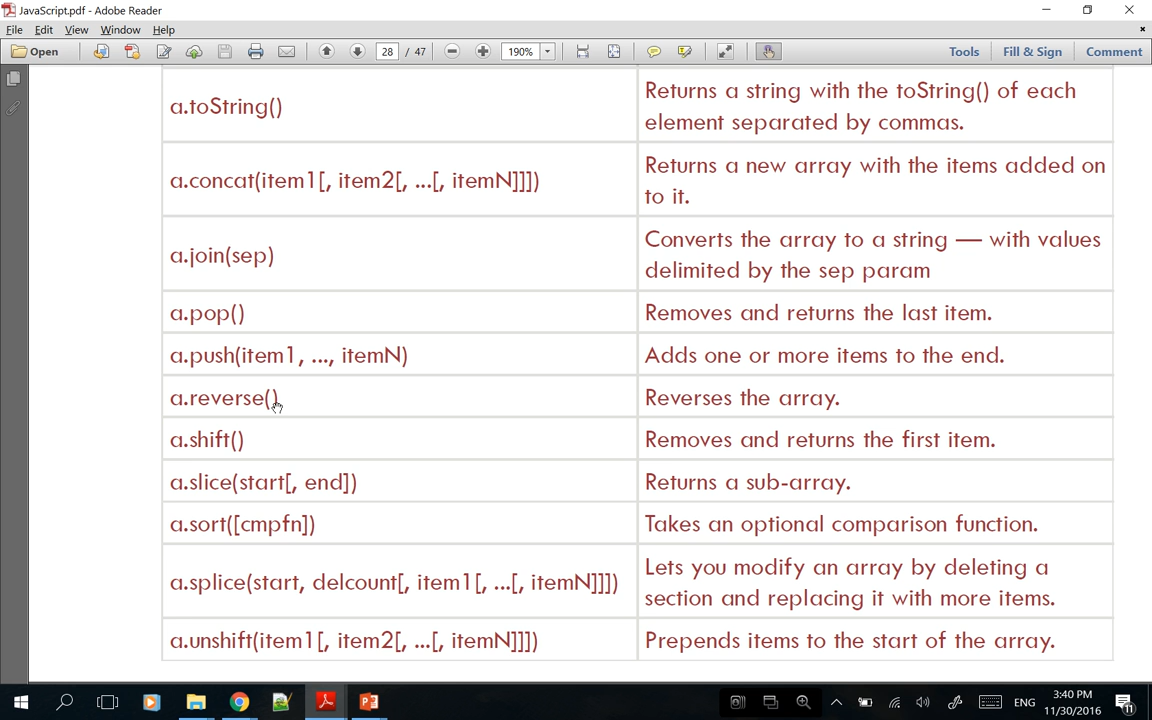 JavaScript.pdf - Adobe Reader
File Edit View Window Help
Open 28 / 47 190% Tools Fill & Sign Comment
a.toString()
Returns a string with the toString() of each
element separated by commas.
a.concat(item1[, item2[, ...[, itemN]]])
Returns a new array with the items added on
to it.
a.join(sep)
Converts the array to a string — with values
delimited by the sep param
a.pop()
Removes and returns the last item.
a.push(item1, ..., itemN)
Adds one or more items to the end.
a.reverse()
Reverses the array.
a.shift()
Removes and returns the first item.
a.slice(start[, end])
Returns a sub-array.
a.sort([cmpfn])
Takes an optional comparison function.
a.splice(start, delcount[, item1[, ...[, itemN]]])
Lets you modify an array by deleting a
section and replacing it with more items.
a.unshift(item1[, item2[, ...[, itemN]]])
Prepends items to the start of the array.
ENG
3:40 PM
11/30/2016
11